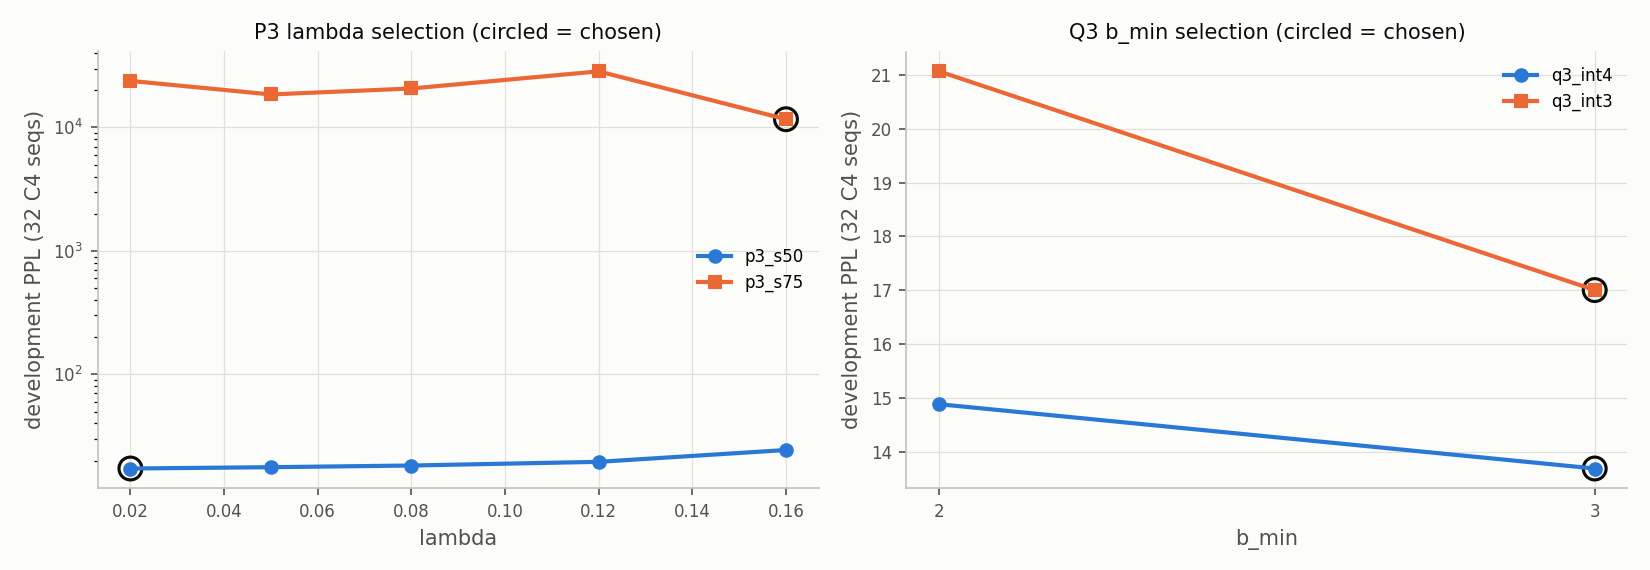 P3 lambda selection (circled = chosen)
development PPL (32 C4 seqs)
10^4
10^3
10^2
p3_s50
p3_s75
0.02 0.04 0.06 0.08 0.10 0.12 0.14 0.16
lambda
Q3 b_min selection (circled = chosen)
development PPL (32 C4 seqs)
21
20
19
18
17
16
15
14
q3_int4
q3_int3
2 3
b_min